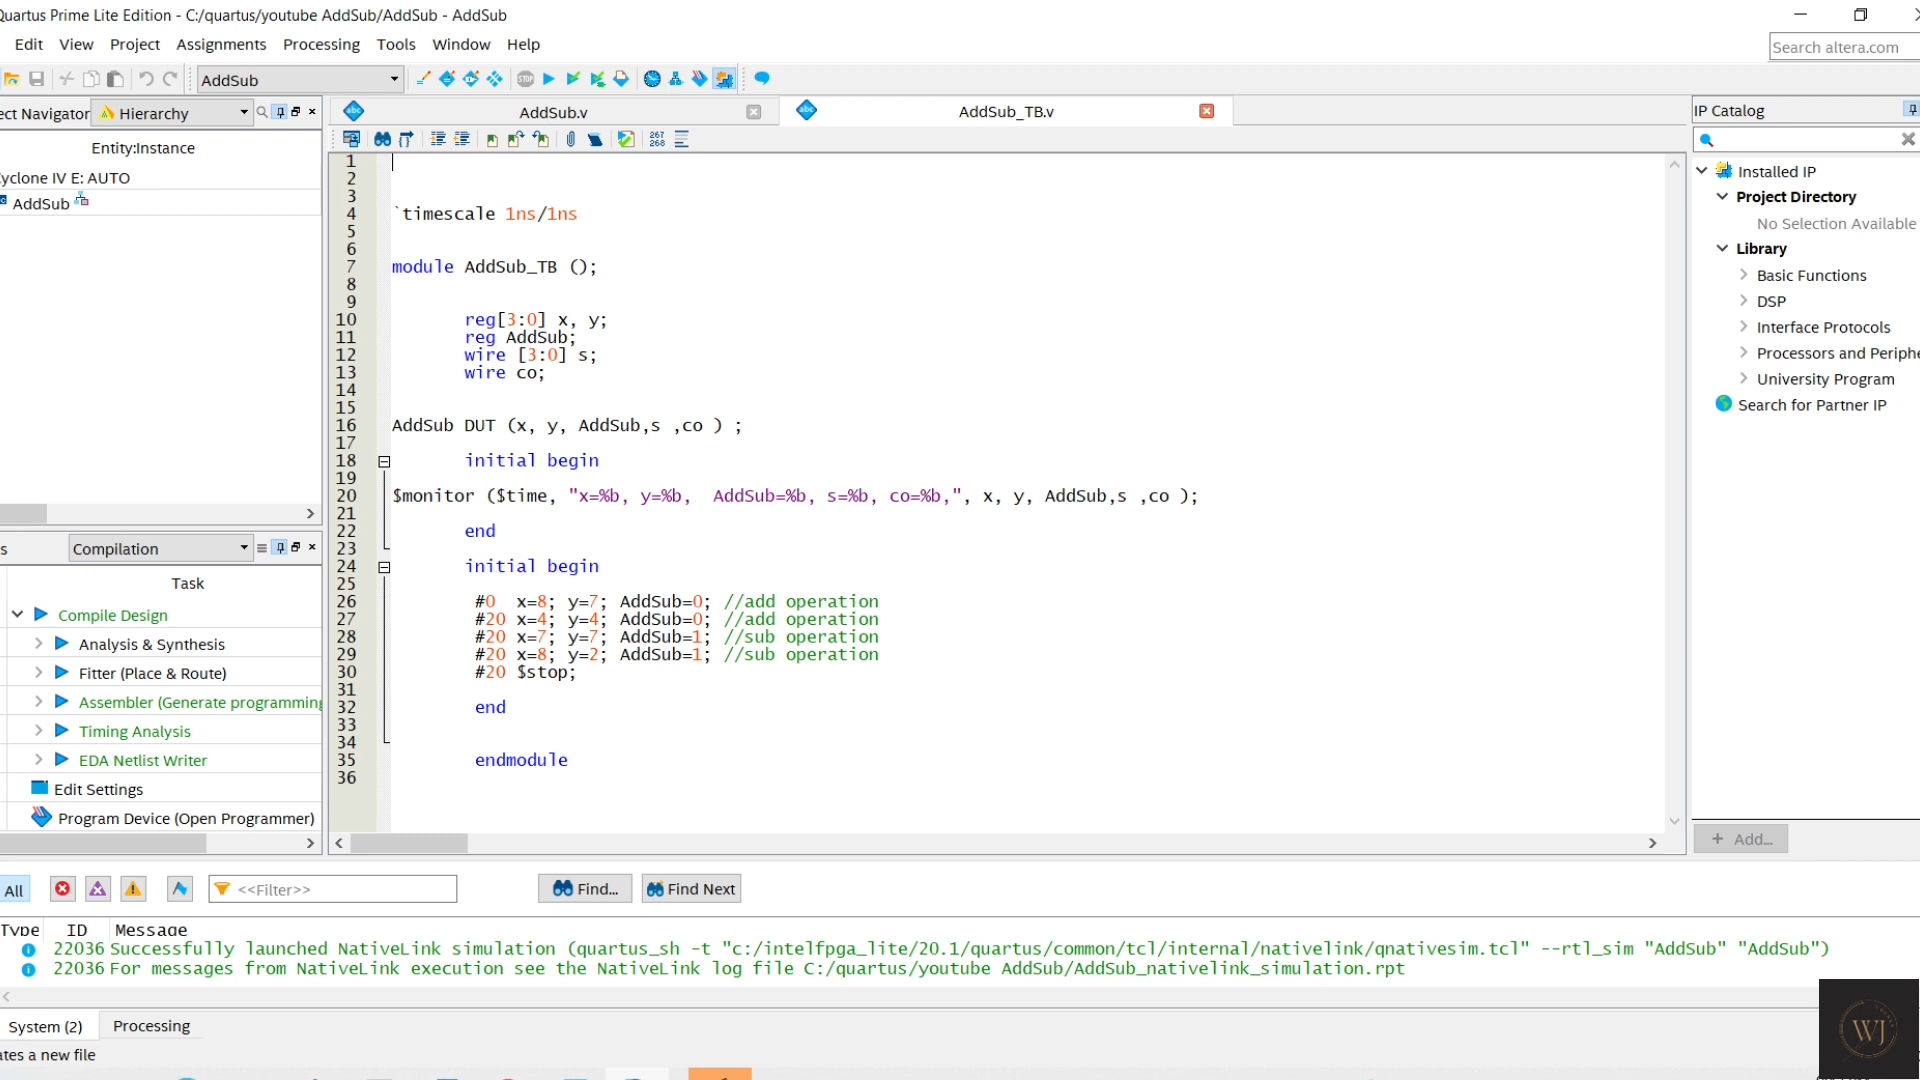 Quartus Prime Lite Edition - C:/quartus/youtube AddSub/AddSub - AddSub
Edit View Project Assignments Processing Tools Window Help
Search altera.com
AddSub
ect Navigator Hierarchy
Entity:Instance
yclone IV E: AUTO
AddSub
AddSub.v
AddSub_TB.v
267
268
1
2
3
4 `timescale 1ns/1ns
5
6
7 module AddSub_TB ();
8
9
10 reg[3:0] x, y;
11 reg AddSub;
12 wire [3:0] s;
13 wire co;
14
15
16 AddSub DUT (x, y, AddSub,s ,co ) ;
17
18 initial begin
19
20 $monitor ($time, "x=%b, y=%b,  AddSub=%b, s=%b, co=%b,", x, y, AddSub,s ,co );
21
22 end
23
24 initial begin
25
26 #0  x=8; y=7; AddSub=0; //add operation
27 #20 x=4; y=4; AddSub=0; //add operation
28 #20 x=7; y=7; AddSub=1; //sub operation
29 #20 x=8; y=2; AddSub=1; //sub operation
30 #20 $stop;
31
32 end
33
34
35 endmodule
36
IP Catalog
Installed IP
Project Directory
No Selection Available
Library
Basic Functions
DSP
Interface Protocols
Processors and Periphe
University Program
Search for Partner IP
+ Add...
s Compilation
Task
Compile Design
Analysis & Synthesis
Fitter (Place & Route)
Assembler (Generate programming
Timing Analysis
EDA Netlist Writer
Edit Settings
Program Device (Open Programmer)
All <<Filter>> Find... Find Next
Type ID Message
22036 Successfully launched NativeLink simulation (quartus_sh -t "c:/intelfpga_lite/20.1/quartus/common/tcl/internal/nativelink/qnativesim.tcl" --rtl_sim "AddSub" "AddSub")
22036 For messages from NativeLink execution see the NativeLink log file C:/quartus/youtube AddSub/AddSub_nativelink_simulation.rpt
System (2) Processing
ates a new file
WJ